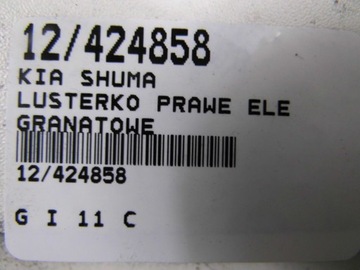 12/424858
KIA SHUMA
LUSTERKO PRAWE ELE
GRANATOWE
12/424858
G I 11 C